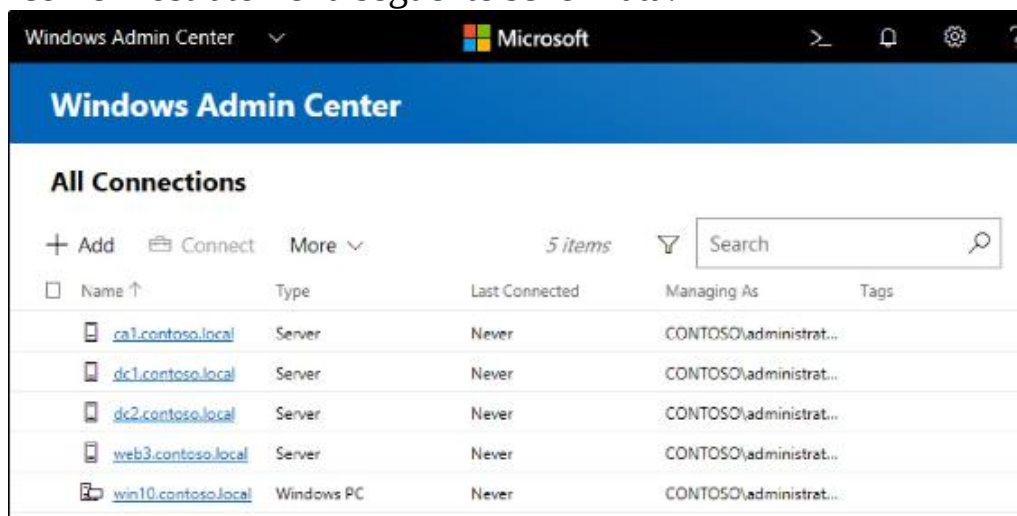 Windows Admin Center Microsoft >_
Windows Admin Center
All Connections
+ Add Connect More 5 items Search
Name ↑ Type Last Connected Managing As Tags
ca1.contoso.local Server Never CONTOSO\administrat...
dc1.contoso.local Server Never CONTOSO\administrat...
dc2.contoso.local Server Never CONTOSO\administrat...
web3.contoso.local Server Never CONTOSO\administrat...
win10.contoso.local Windows PC Never CONTOSO\administrat...